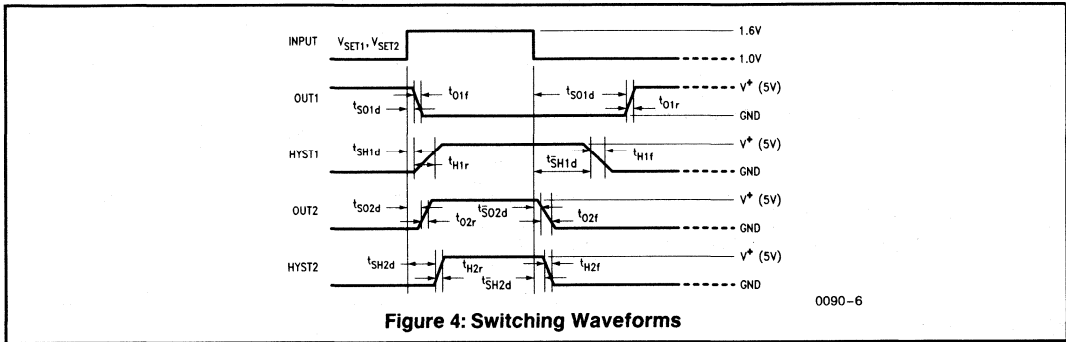 INPUT
V_SET1, V_SET2
1.6V
1.0V
OUT1
t_SO1d
t_O1f
t_SO1d
t_O1r
V+ (5V)
GND
HYST1
t_SH1d
t_H1r
t_S̅H1d
t_H1f
V+ (5V)
GND
OUT2
t_SO2d
t_O2r
t_S̅O2d
t_O2f
V+ (5V)
GND
HYST2
t_SH2d
t_H2r
t_S̅H2d
t_H2f
V+ (5V)
GND
0090-6
Figure 4: Switching Waveforms